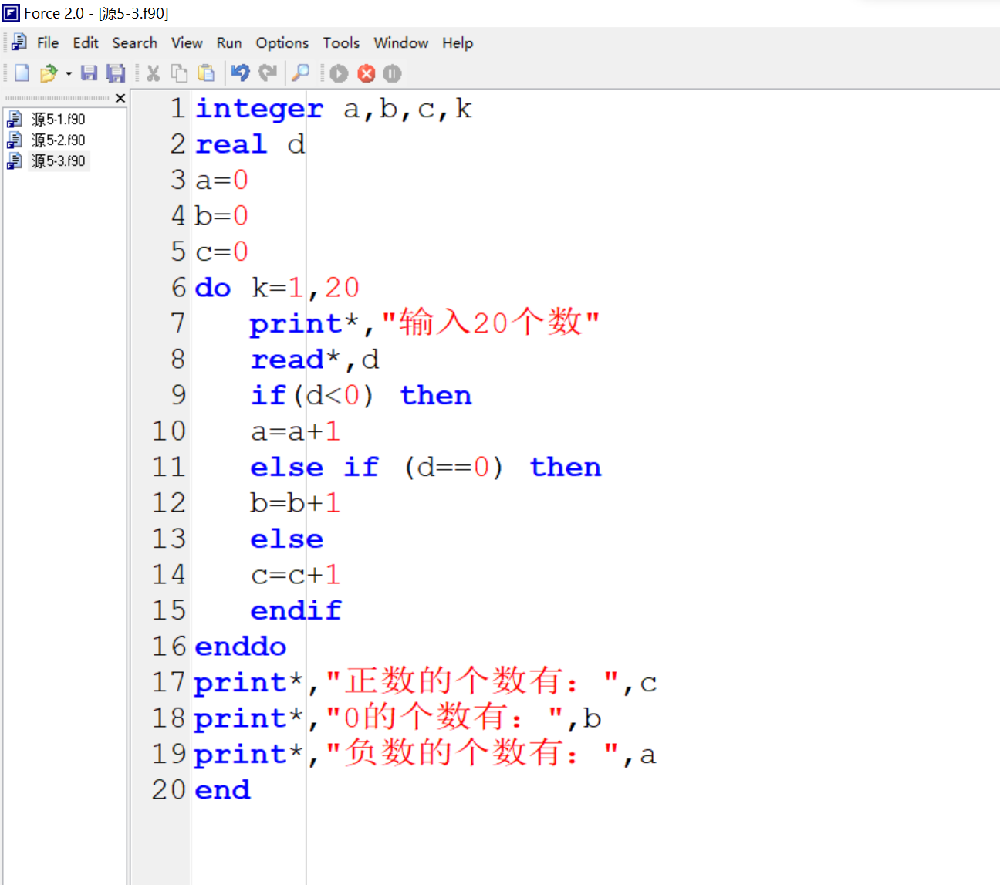 Force 2.0 - [源5-3.f90]
File Edit Search View Run Options Tools Window Help
源5-1.f90
源5-2.f90
源5-3.f90
1 integer a,b,c,k
2 real d
3 a=0
4 b=0
5 c=0
6 do k=1,20
7    print*,"输入20个数"
8    read*,d
9    if(d<0) then
10    a=a+1
11    else if (d==0) then
12    b=b+1
13    else
14    c=c+1
15    endif
16 enddo
17 print*,"正数的个数有：",c
18 print*,"0的个数有：",b
19 print*,"负数的个数有：",a
20 end